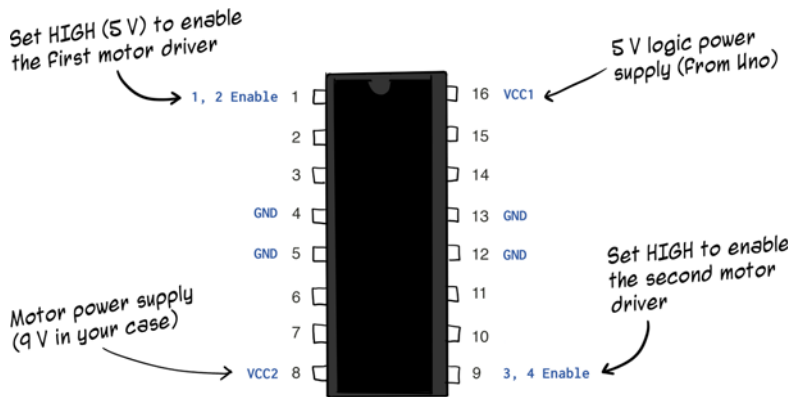 Set HIGH (5 V) to enable
the first motor driver
5 V logic power
supply (from Uno)
1, 2 Enable 1
16 VCC1
2
15
3
14
GND 4
13 GND
GND 5
12 GND
Set HIGH to enable
the second motor
driver
6
11
Motor power supply
(9 V in your case)
7
10
VCC2 8
9 3, 4 Enable